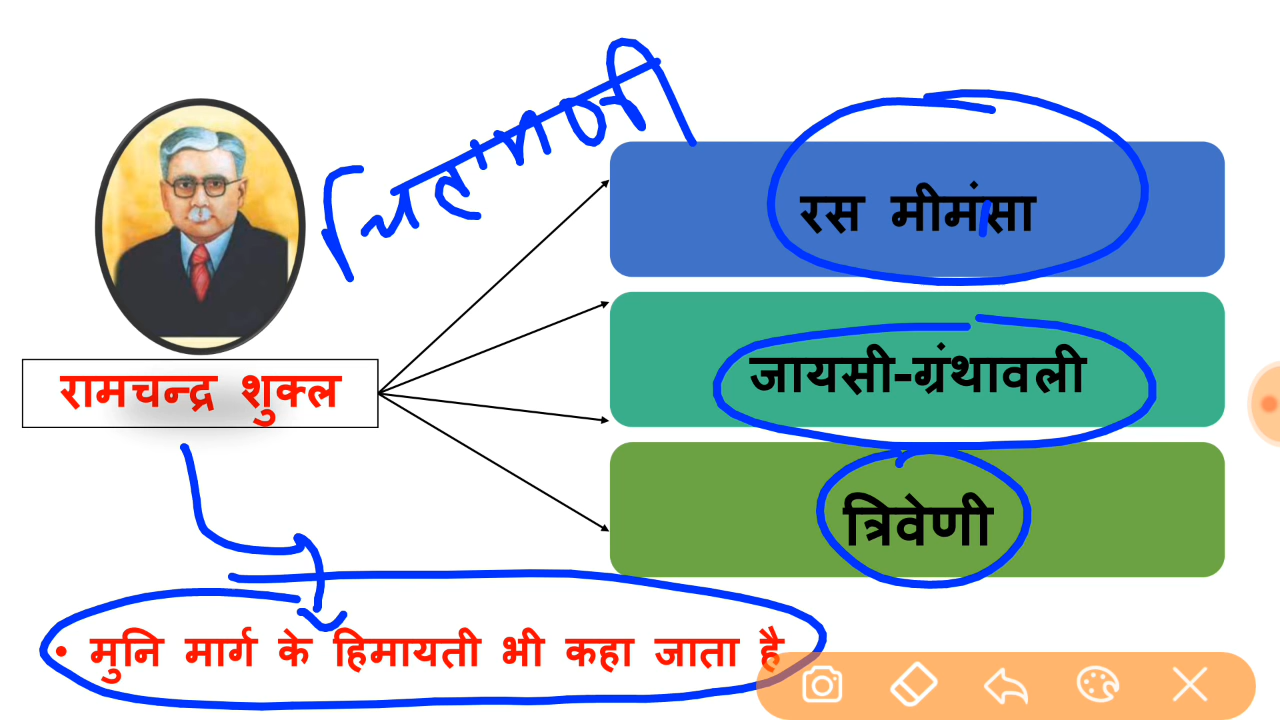 चिंतामणी
रस मीमंसा
जायसी-ग्रंथावली
त्रिवेणी
रामचन्द्र शुक्ल
• मुनि मार्ग के हिमायती भी कहा जाता है